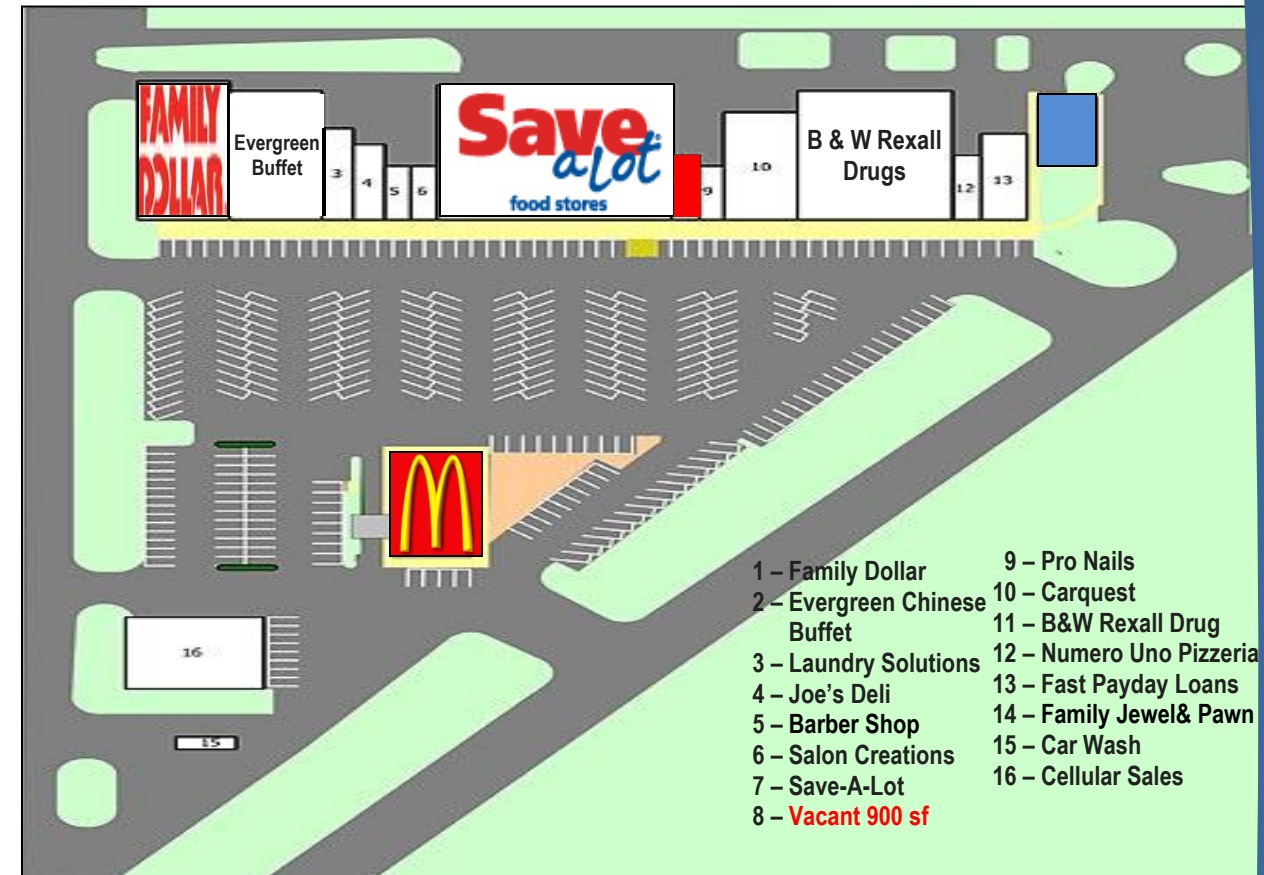 FAMILY
DOLLAR
Evergreen
Buffet
3
4
5
6
Save
a Lot
food stores
9
10
B & W Rexall
Drugs
12
13
M
16
15
1 – Family Dollar
2 – Evergreen Chinese
Buffet
3 – Laundry Solutions
4 – Joe’s Deli
5 – Barber Shop
6 – Salon Creations
7 – Save-A-Lot
8 – Vacant 900 sf
9 – Pro Nails
10 – Carquest
11 – B&W Rexall Drug
12 – Numero Uno Pizzeria
13 – Fast Payday Loans
14 – Family Jewel& Pawn
15 – Car Wash
16 – Cellular Sales